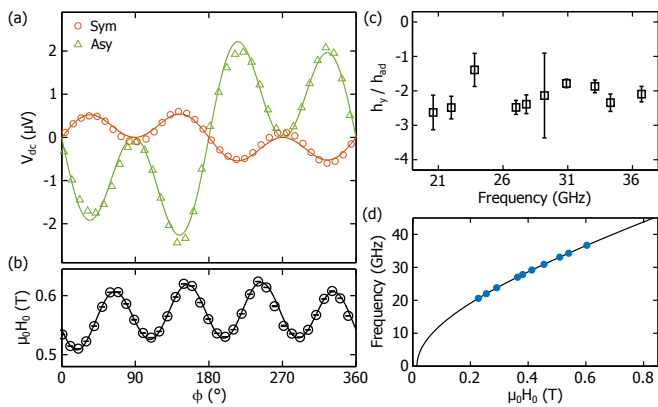 (a)
Sym
Asy
2
1
0
-1
-2
V_dc (μV)
(b)
0.6
0.5
μ₀H₀ (T)
0
90
180
270
360
ϕ (°)
(c)
0
-1
-2
-3
-4
h_y / h_ad
21
26
31
36
Frequency (GHz)
(d)
40
30
20
10
0
Frequency (GHz)
0
0.2
0.4
0.6
0.8
μ₀H₀ (T)